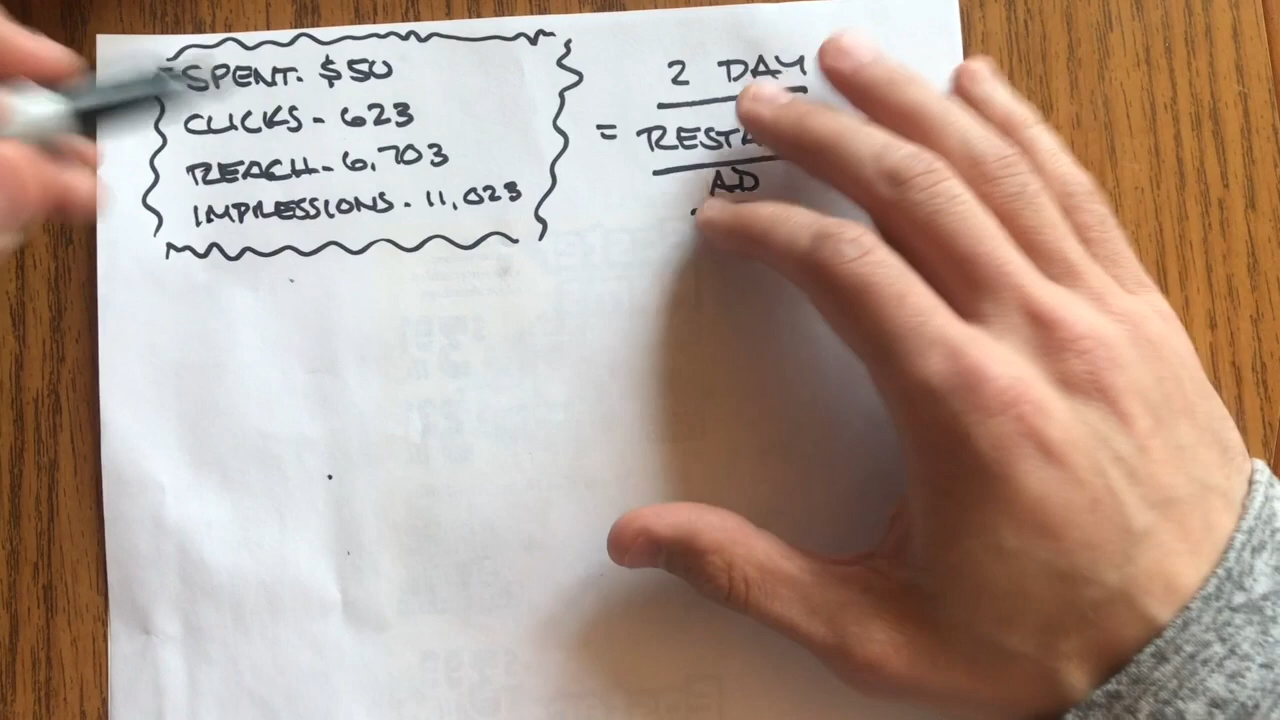 SPENT. $50
CLICKS - 623
REACH - 6,703
IMPRESSIONS. 11,023
=
2 DAY
AD